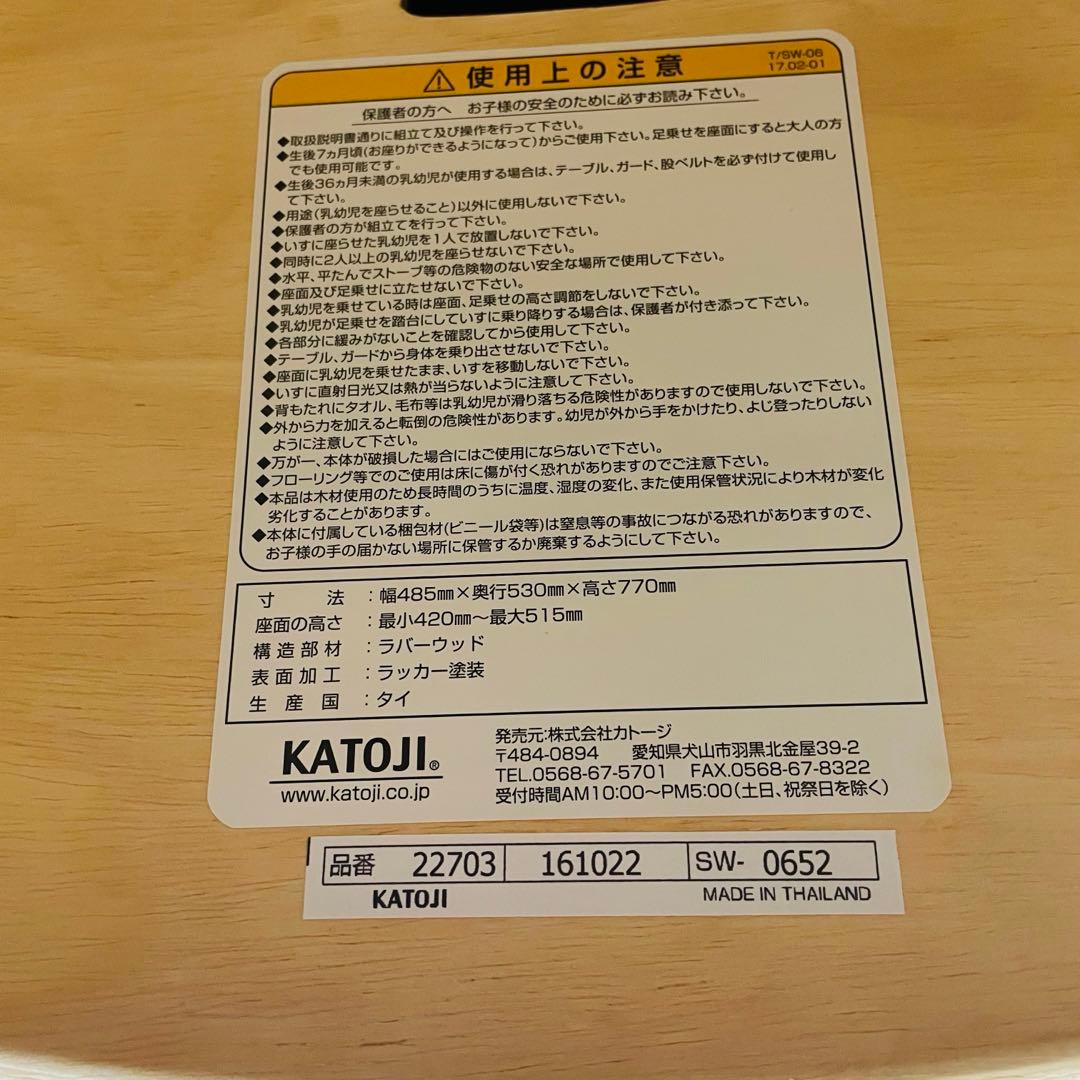 ⚠使用上の注意
T/SW-06
17.02-01
保護者の方へ お子様の安全のために必ずお読み下さい。
◆取扱説明書通りに組立て及び操作を行って下さい。
◆生後7ヵ月頃(お座りができるようになって)からご使用下さい。足乗せを座面にすると大人の方
でも使用可能です。
◆生後36ヵ月未満の乳幼児が使用する場合は、テーブル、ガード、股ベルトを必ず付けて使用し
て下さい。
◆用途(乳幼児を座らせること)以外に使用しないで下さい。
◆保護者の方が組立てを行って下さい。
◆いすに座らせた乳幼児を1人で放置しないで下さい。
◆同時に2人以上の乳幼児を座らせないで下さい。
◆水平、平たんでストーブ等の危険物のない安全な場所で使用して下さい。
◆座面及び足乗せに立たせないで下さい。
◆乳幼児を乗せている時は座面、足乗せの高さ調節をしないで下さい。
◆乳幼児が足乗せを踏台にしていすに乗り降りする場合は、保護者が付き添って下さい。
◆各部分に緩みがないことを確認してから使用して下さい。
◆テーブル、ガードから身体を乗り出させないで下さい。
◆座面に乳幼児を乗せたまま、いすを移動しないで下さい。
◆いすに直射日光又は熱が当らないように注意して下さい。
◆背もたれにタオル、毛布等は乳幼児が滑り落ちる危険性がありますので使用しないで下さい。
◆外から力を加えると転倒の危険性があります。幼児が外から手をかけたり、よじ登ったりしない
ように注意して下さい。
◆万が一、本体が破損した場合にはご使用にならないで下さい。
◆フローリング等でのご使用は床に傷が付く恐れがありますのでご注意下さい。
◆本品は木材使用のため長時間のうちに温度、湿度の変化、また使用保管状況により木材が変化
劣化することがあります。
◆本体に付属している梱包材(ビニール袋等)は窒息等の事故につながる恐れがありますので、
お子様の手の届かない場所に保管するか廃棄するようにして下さい。
寸法:幅485㎜×奥行530㎜×高さ770㎜
座面の高さ:最小420㎜～最大515㎜
構造部材:ラバーウッド
表面加工:ラッカー塗装
生産国:タイ
KATOJI®
www.katoji.co.jp
発売元:株式会社カトージ
〒484-0894 愛知県犬山市羽黒北金屋39-2
TEL.0568-67-5701 FAX.0568-67-8322
受付時間AM10:00～PM5:00(土日、祝祭日を除く)
品番 22703 161022 SW- 0652
KATOJI MADE IN THAILAND